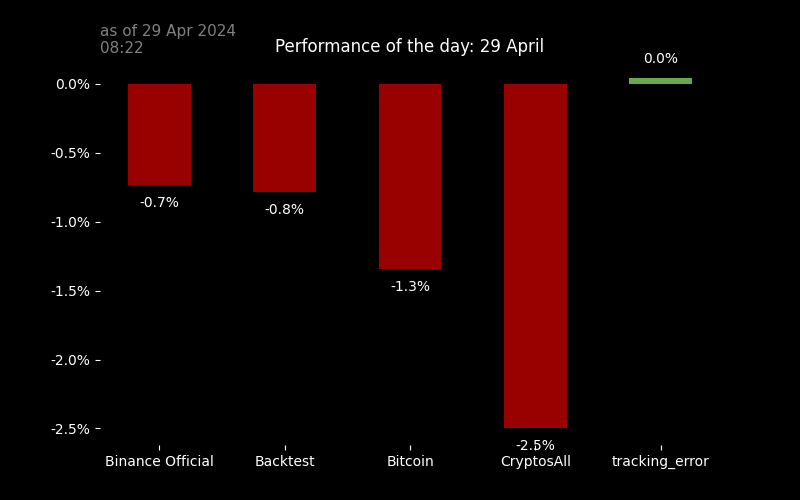 as of 29 Apr 2024
08:22
Performance of the day: 29 April
0.0%
0.0%
-0.5%
-0.7%
-0.8%
-1.0%
-1.3%
-1.5%
-2.0%
-2.5%
-2.5%
Binance Official
Backtest
Bitcoin
CryptosAll
tracking_error